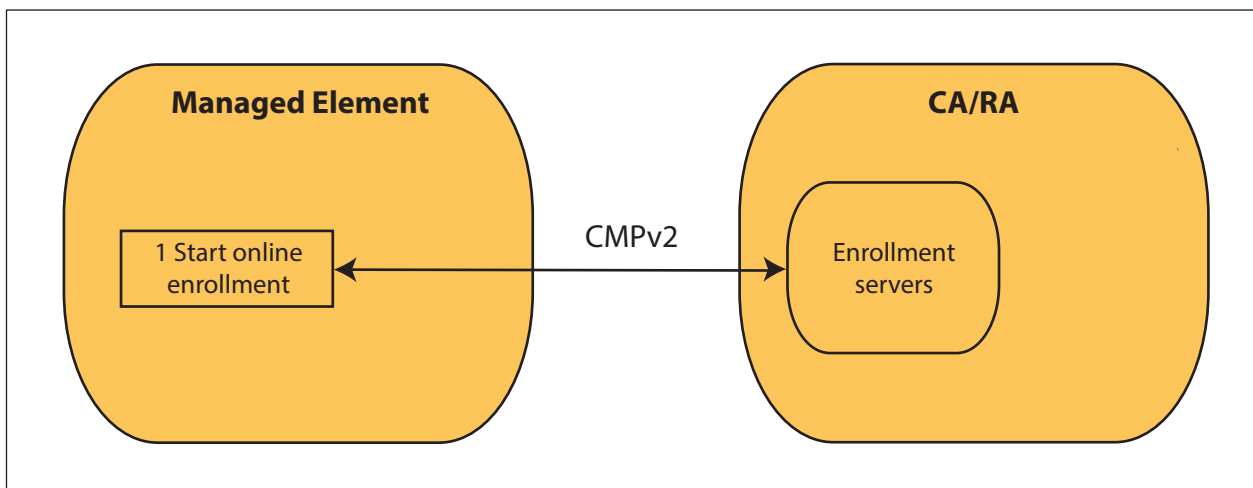 Managed Element
CA/RA
CMPv2
1 Start online
enrollment
Enrollment
servers